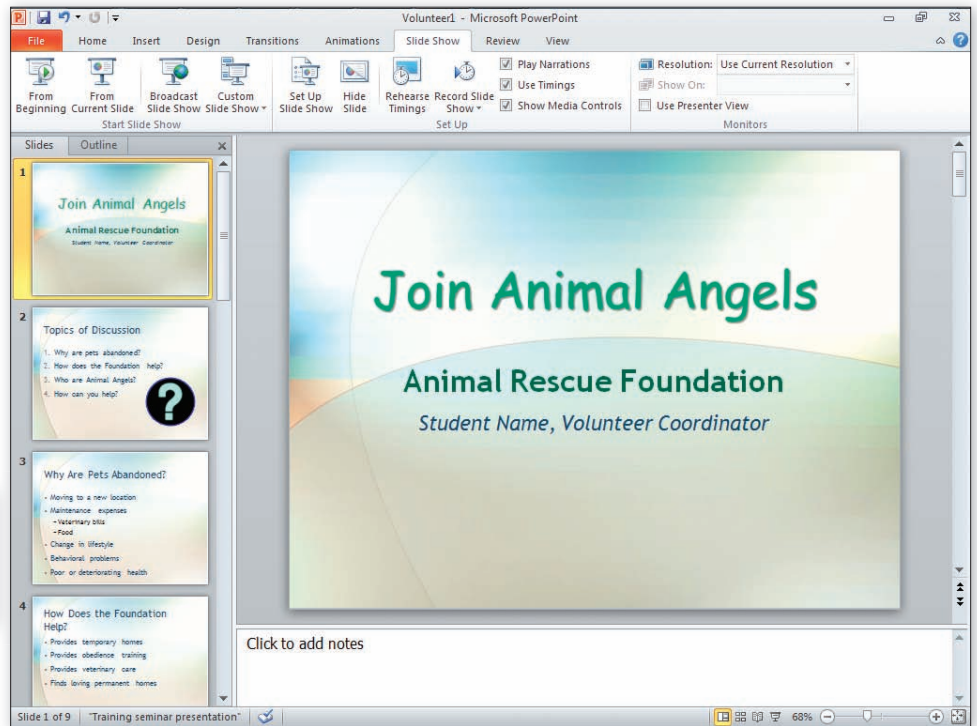 Volunteer1 - Microsoft PowerPoint
File Home Insert Design Transitions Animations Slide Show Review View
From Beginning
From Current Slide
Broadcast Slide Show
Custom Slide Show
Start Slide Show
Set Up Slide Show
Hide Slide
Rehearse Timings
Record Slide Show
Play Narrations
Use Timings
Show Media Controls
Set Up
Resolution: Use Current Resolution
Show On:
Use Presenter View
Monitors
Slides Outline
1
Join Animal Angels
Animal Rescue Foundation
Student Name, Volunteer Coordinator
2
Topics of Discussion
1. Why are pets abandoned?
2. How does the Foundation help?
3. Who are Animal Angels?
4. How can you help?
?
3
Why Are Pets Abandoned?
- Moving to a new location
- Maintenance expenses
- Veterinary bills
- Food
- Change in lifestyle
- Behavioral problems
- Poor or deteriorating health
4
How Does the Foundation
Help?
- Provides temporary homes
- Provides obedience training
- Provides veterinary care
- Finds loving permanent homes
Join Animal Angels
Animal Rescue Foundation
Student Name, Volunteer Coordinator
Click to add notes
Slide 1 of 9 "Training seminar presentation" 68%